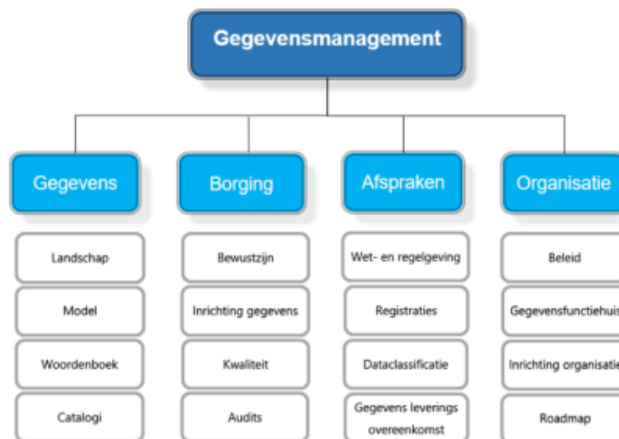 Gegevensmanagement
Gegevens
Borging
Afspraken
Organisatie
Landschap
Bewustzijn
Wet- en regelgeving
Beleid
Model
Inrichting gegevens
Registraties
Gegevensfunctiehuis
Woordenboek
Kwaliteit
Dataclassificatie
Inrichting organisatie
Catalogi
Audits
Gegevens leverings
overeenkomst
Roadmap